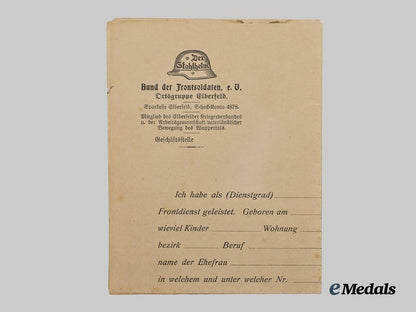 Der
Stahlhelm
Bund der Frontsoldaten, e. V.
Ortsgruppe Elberfeld.
Sparkasse Elberfeld, Scheck-Konto 4878.
Mitglied des Elberfelder Kriegerverbandes
u. der Arbeitsgemeinschaft vaterländischer
Bewegung des Wuppertals.
Geschäftsstelle
Ich habe als (Dienstgrad)
Frontdienst geleistet. Geboren am
wieviel Kinder Wohnung
bezirk Beruf
name der Ehefrau
in welchem und unter welcher Nr.
eMedals